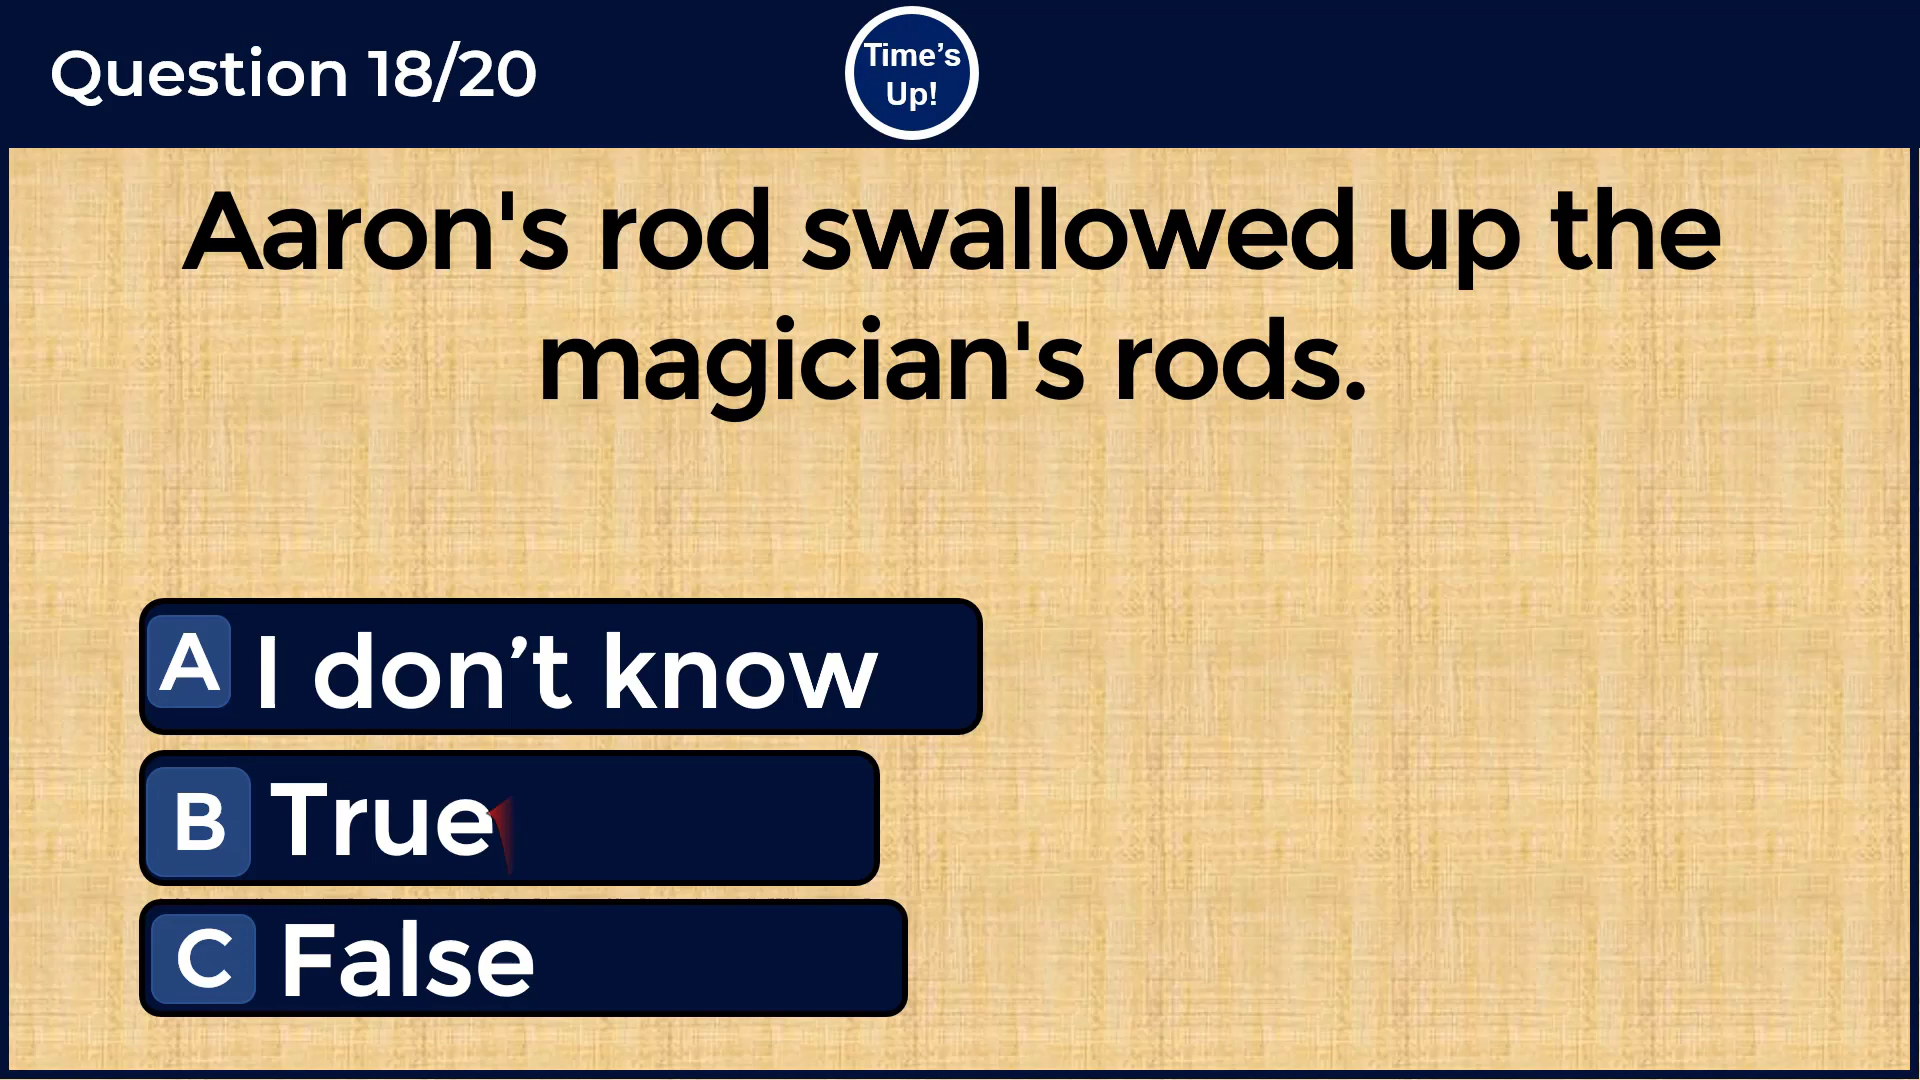 Question 18/20
Time’s
Up!
Aaron's rod swallowed up the
magician's rods.
A I don’t know
B True
C False